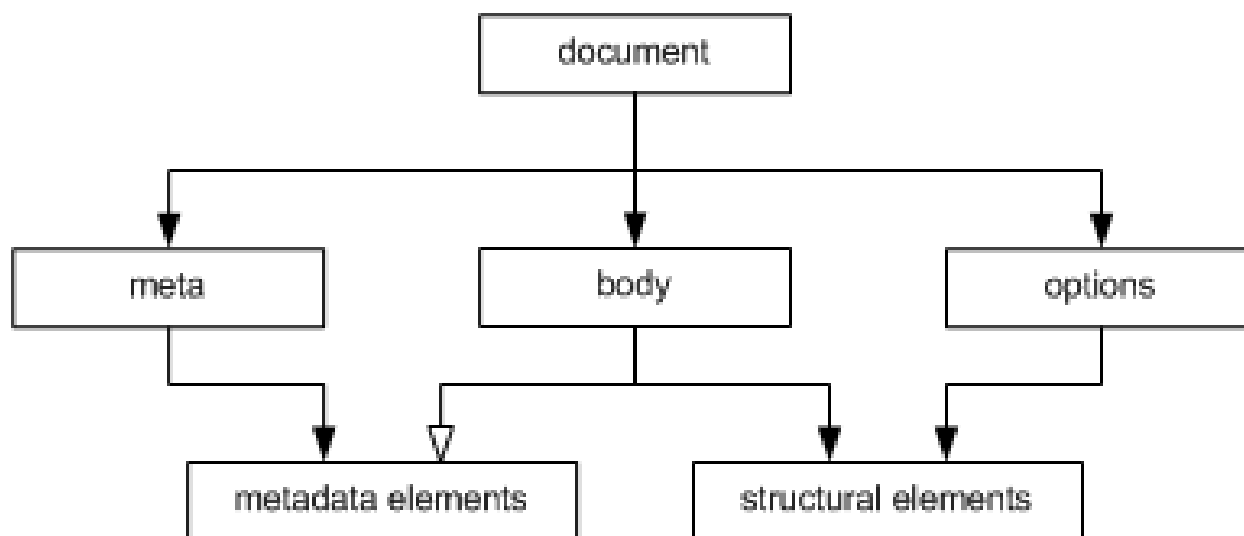 document
meta
body
options
metadata elements
structural elements